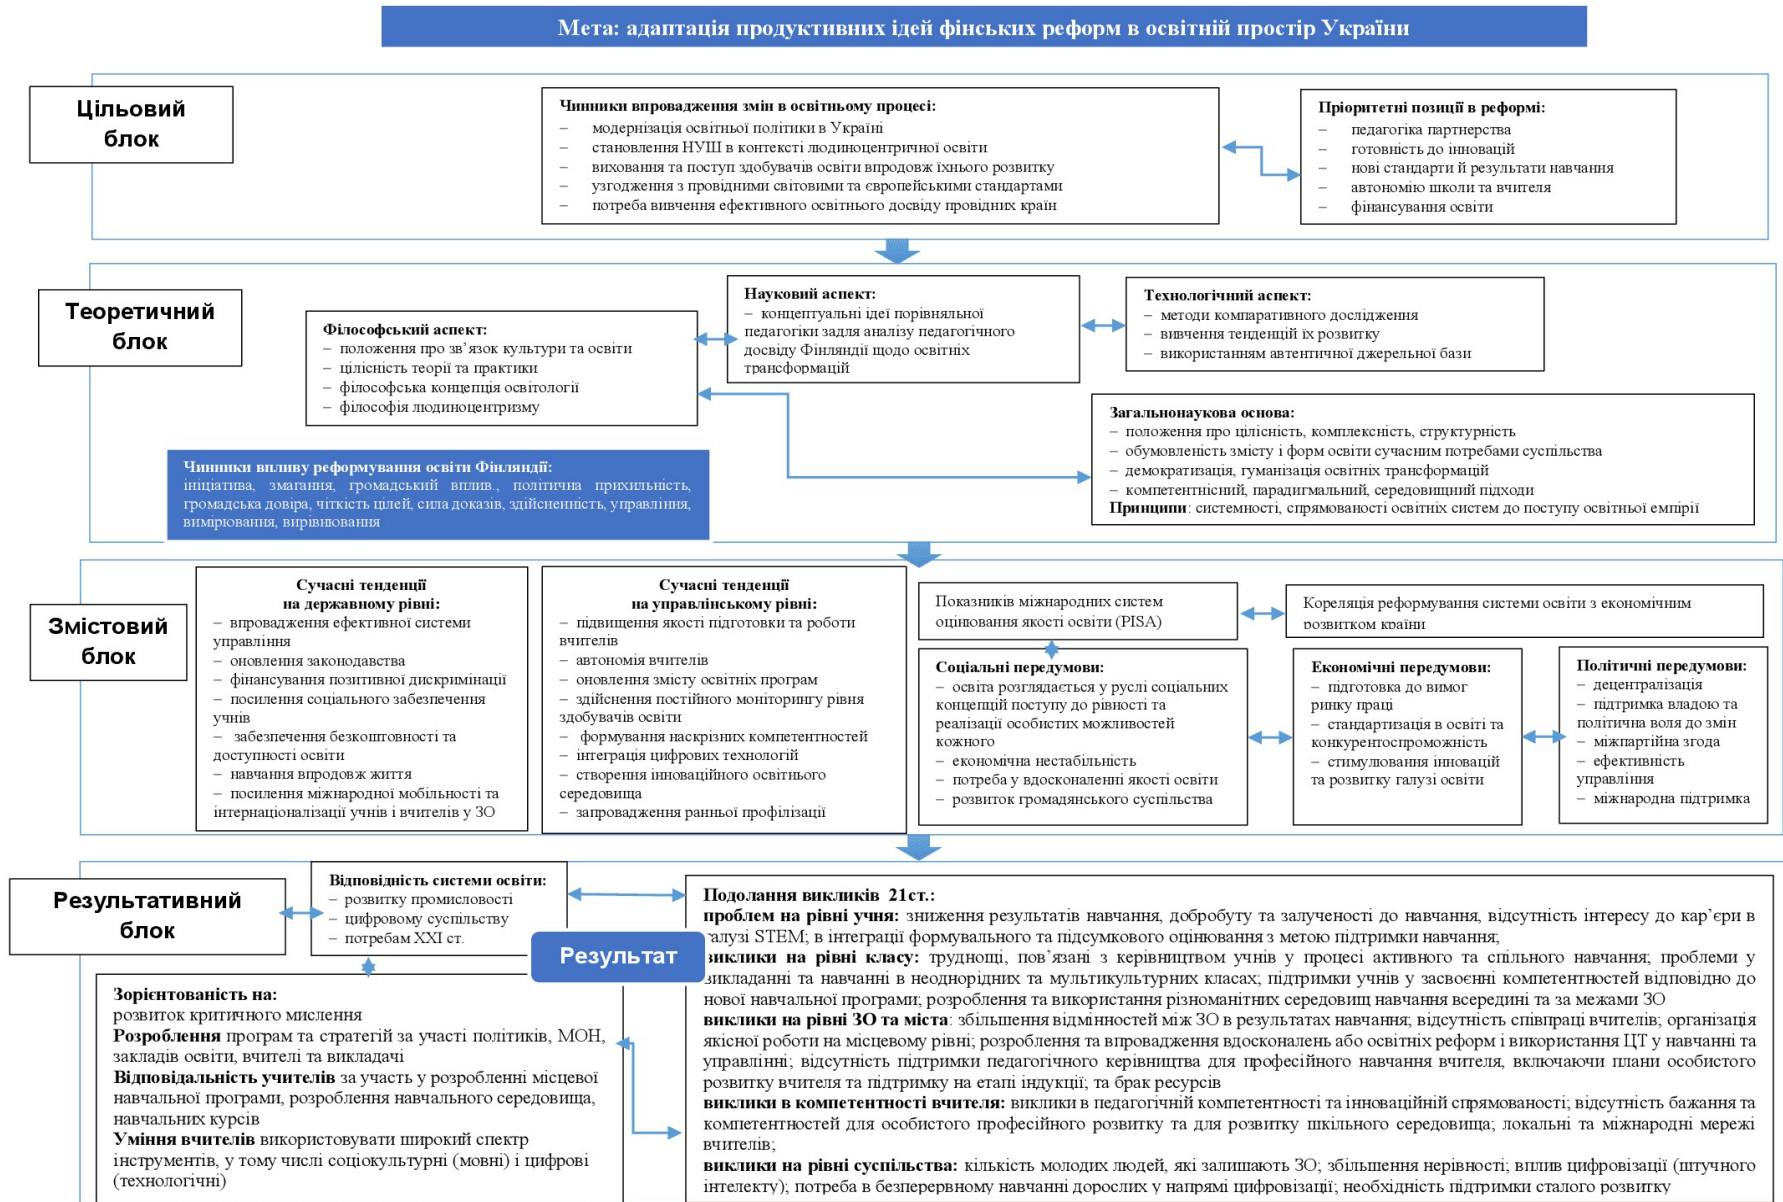 Мета: адаптація продуктивних ідей фінських реформ в освітній простір України
Цільовий
блок
Чинники впровадження змін в освітньому процесі:
– модернізація освітньої політики в Україні
– становлення НУШ в контексті людиноцентричної освіти
– виховання та поступ здобувачів освіти впродовж їхнього розвитку
– узгодження з провідними світовими та європейськими стандартами
– потреба вивчення ефективного освітнього досвіду провідних країн
Пріоритетні позиції в реформі:
– педагогіка партнерства
– готовність до інновацій
– нові стандарти й результати навчання
– автономію школи та вчителя
– фінансування освіти
Теоретичний
блок
Філософський аспект:
– положення про зв’язок культури та освіти
– цілісність теорії та практики
– філософська концепція освітології
– філософія людиноцентризму
Науковий аспект:
– концептуальні ідеї порівняльної
педагогіки задля аналізу педагогічного
досвіду Фінляндії щодо освітніх
трансформацій
Технологічний аспект:
– методи компаративного дослідження
– вивчення тенденцій їх розвитку
– використанням автентичної джерельної бази
Загальнонаукова основа:
– положення про цілісність, комплексність, структурність
– обумовленість змісту і форм освіти сучасним потребами суспільства
– демократизація, гуманізація освітніх трансформацій
– компетентнісний, парадигмальний, середовищний підходи
Принципи: системності, спрямованості освітніх систем до поступу освітньої емпірії
Чинники впливу реформування освіти Фінляндії:
ініціатива, змагання, громадський вплив., політична прихильність,
громадська довіра, чіткість цілей, сила доказів, здійсненність, управління,
вимірювання, вирівнювання
Змістовий
блок
Сучасні тенденції
на державному рівні:
– впровадження ефективної системи
управління
– оновлення законодавства
– фінансування позитивної дискримінації
– посилення соціального забезпечення
учнів
– забезпечення безкоштовності та
доступності освіти
– навчання впродовж життя
– посилення міжнародної мобільності та
інтернаціоналізації учнів і вчителів у ЗО
Сучасні тенденції
на управлінському рівні:
– підвищення якості підготовки та роботи
вчителів
– автономія вчителів
– оновлення змісту освітніх програм
– здійснення постійного моніторингу рівня
здобувачів освіти
– формування наскрізних компетентностей
– інтеграція цифрових технологій
– створення інноваційного освітнього
середовища
– запровадження ранньої профілізації
Показників міжнародних систем
оцінювання якості освіти (PISA)
Кореляція реформування системи освіти з економічним
розвитком країни
Соціальні передумови:
– освіта розглядається у руслі соціальних
концепцій поступу до рівності та
реалізації особистих можливостей
кожного
– економічна нестабільність
– потреба у вдосконаленні якості освіти
– розвиток громадянського суспільства
Економічні передумови:
– підготовка до вимог
ринку праці
– стандартизація в освіті та
конкурентоспроможність
– стимулювання інновацій
та розвитку галузі освіти
Політичні передумови:
– децентралізація
– підтримка владою та
політична воля до змін
– міжпартійна згода
– ефективність
управління
– міжнародна підтримка
Результативний
блок
Відповідність системи освіти:
– розвитку промисловості
– цифровому суспільству
– потребам ХХІ ст.
Результат
Зорієнтованість на:
розвиток критичного мислення
Розроблення програм та стратегій за участі політиків, МОН,
закладів освіти, вчителі та викладачі
Відповідальність учителів за участь у розробленні місцевої
навчальної програми, розроблення навчального середовища,
навчальних курсів
Уміння вчителів використовувати широкий спектр
інструментів, у тому числі соціокультурні (мовні) і цифрові
(технологічні)
Подолання викликів 21ст.:
проблем на рівні учня: зниження результатів навчання, добробуту та залученості до навчання, відсутність інтересу до кар’єри в
галузі STEM; в інтеграції формувального та підсумкового оцінювання з метою підтримки навчання;
виклики на рівні класу: труднощі, пов’язані з керівництвом учнів у процесі активного та спільного навчання; проблеми у
викладанні та навчанні в неоднорідних та мультикультурних класах; підтримки учнів у засвоєнні компетентностей відповідно до
нової навчальної програми; розроблення та використання різноманітних середовищ навчання всередині та за межами ЗО
виклики на рівні ЗО та міста: збільшення відмінностей між ЗО в результатах навчання; відсутність співпраці вчителів; організація
якісної роботи на місцевому рівні; розроблення та впровадження вдосконалень або освітніх реформ і використання ЦТ у навчанні та
управлінні; відсутність підтримки педагогічного керівництва для професійного навчання вчителя, включаючи плани особистого
розвитку вчителя та підтримку на етапі індукції; та брак ресурсів
виклики в компетентності вчителя: виклики в педагогічній компетентності та інноваційній спрямованості; відсутність бажання та
компетентностей для особистого професійного розвитку та для розвитку шкільного середовища; локальні та міжнародні мережі
вчителів;
виклики на рівні суспільства: кількість молодих людей, які залишають ЗО; збільшення нерівності; вплив цифровізації (штучного
інтелекту); потреба в безперервному навчанні дорослих у напрямі цифровізації; необхідність підтримки сталого розвитку